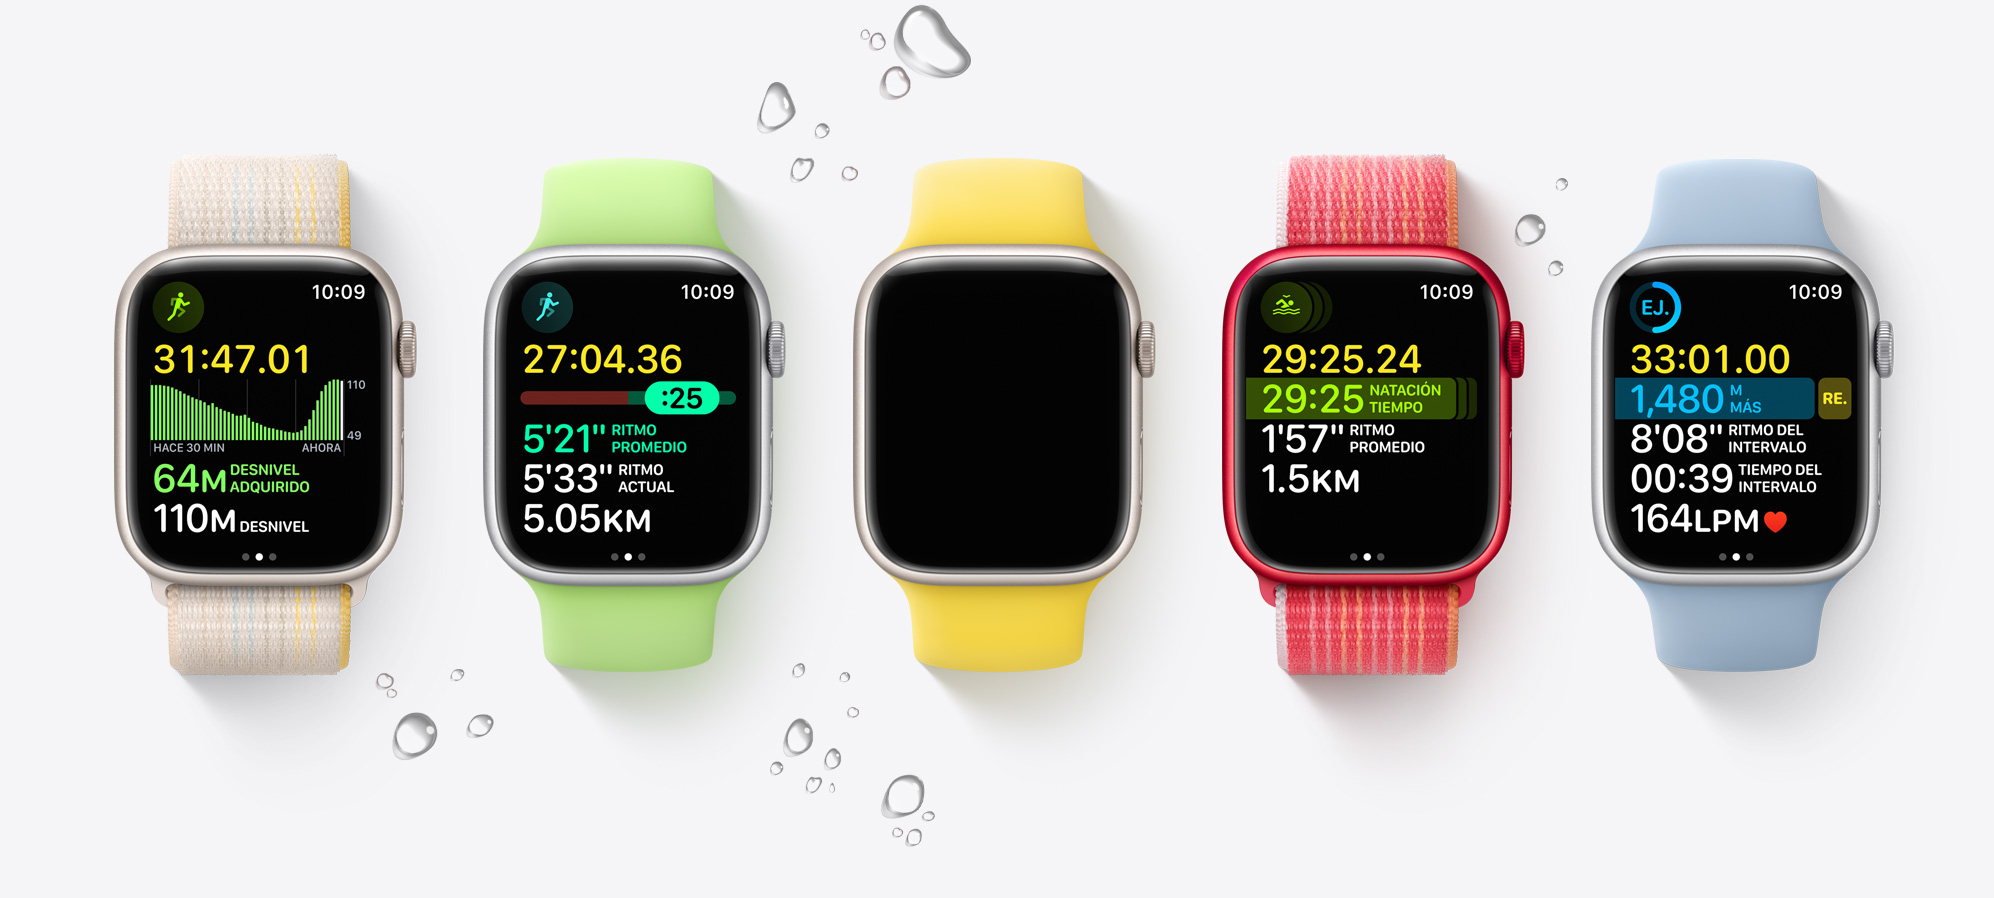 10:09
31:47.01
110
49
HACE 30 MIN AHORA
64M DESNIVEL
ADQUIRIDO
110M DESNIVEL
10:09
27:04.36
:25
5'21" RITMO
PROMEDIO
5'33" RITMO
ACTUAL
5.05KM
10:09
29:25.24
29:25 NATACIÓN
TIEMPO
1'57" RITMO
PROMEDIO
1.5KM
EJ. 10:09
33:01.00
1,480 M
MÁS
RE.
8'08" RITMO DEL
INTERVALO
00:39 TIEMPO DEL
INTERVALO
164LPM